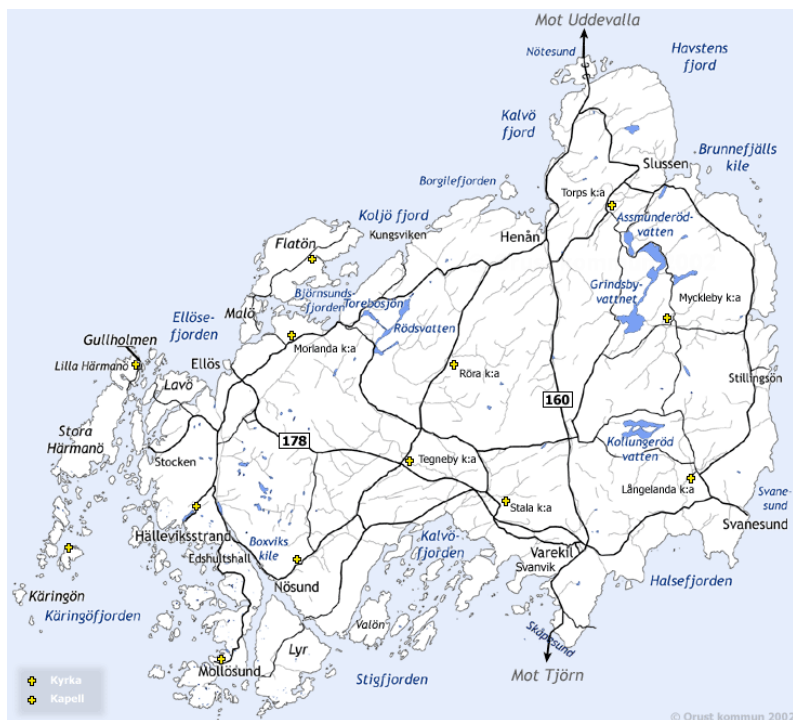 Mot Uddevalla
Nötesund
Havstens
fjord
Kalvö
fjord
Brunnefjälls
kile
Slussen
Borgilefjorden
Torps k:a
Koljö fjord
Assmunderöd-
vatten
Kungsviken
Henån
Flatön
Grindsby-
vattnet
Björnsunds-
fjorden
Torebosjön
Myckleby k:a
Malö
Ellöse-
fjorden
Rödsvatten
Gullholmen
Morlanda k:a
Lilla Härmanö
Ellös
Röra k:a
Lavö
Stillingsön
160
Stora
Härmanö
178
Kollungeröd
vatten
Stocken
Tegneby k:a
Långelanda k:a
Svane-
sund
Stala k:a
Svanesund
Hälleviksstrand
Boxviks
kile
Kalvö-
fjorden
Edshultshall
Varekil
Svanvik
Halsefjorden
Nösund
Käringön
Käringöfjorden
Valön
Skåpesund
Lyr
Mollösund
Stigfjorden
Mot Tjörn
Kyrka
Kapell
© Orust kommun 2002